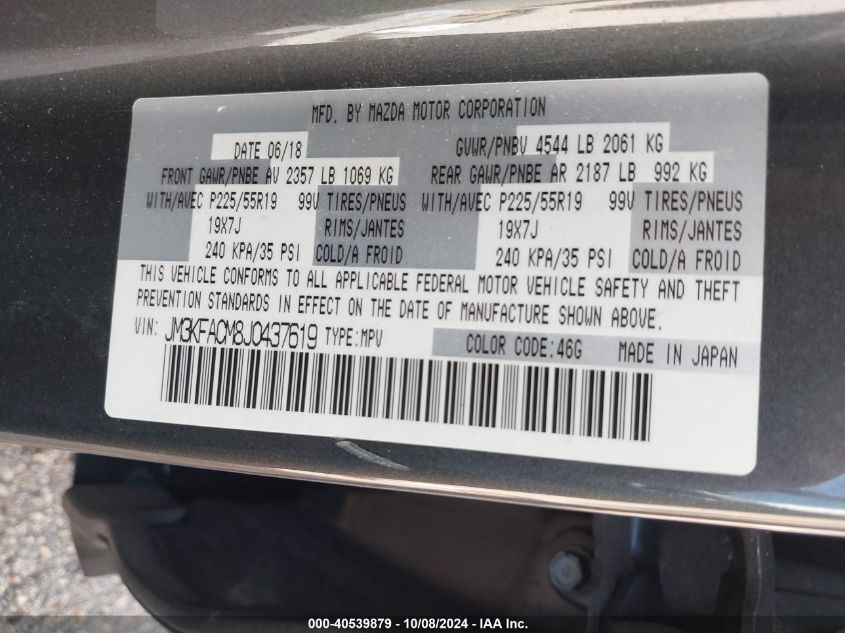 MFD. BY MAZDA MOTOR CORPORATION
DATE 06/18 GVWR/PNBV 4544 LB 2061 KG
FRONT GAWR/PNBE AV 2357 LB 1069 KG REAR GAWR/PNBE AR 2187 LB 992 KG
WITH/AVEC P225/55R19 99V TIRES/PNEUS WITH/AVEC P225/55R19 99V TIRES/PNEUS
19X7J RIMS/JANTES 19X7J RIMS/JANTES
240 KPA/35 PSI COLD/A FROID 240 KPA/35 PSI COLD/A FROID
THIS VEHICLE CONFORMS TO ALL APPLICABLE FEDERAL MOTOR VEHICLE SAFETY AND THEFT
PREVENTION STANDARDS IN EFFECT ON THE DATE OF MANUFACTURE SHOWN ABOVE.
VIN: JM3KFACM8J0437619 TYPE:MPV COLOR CODE:46G MADE IN JAPAN
000-40539879 - 10/08/2024 - IAA Inc.